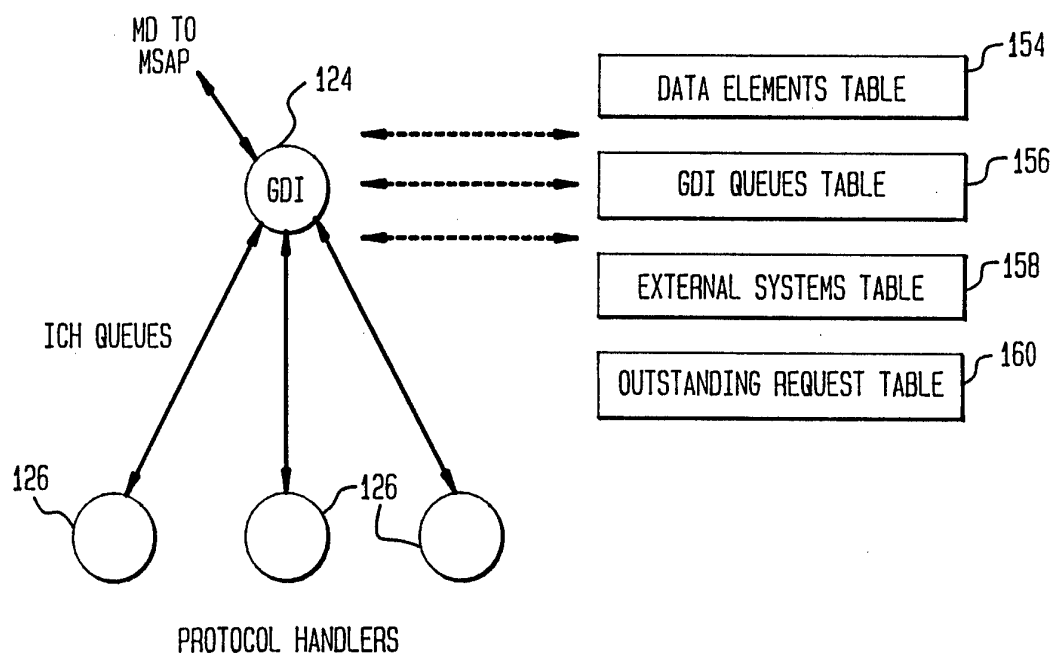 MD TO
MSAP
124
GDI
154
DATA ELEMENTS TABLE
156
GDI QUEUES TABLE
158
EXTERNAL SYSTEMS TABLE
160
OUTSTANDING REQUEST TABLE
ICH QUEUES
126
126
PROTOCOL HANDLERS